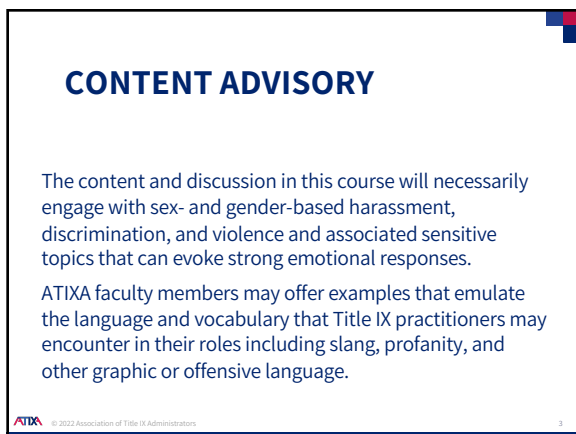 CONTENT ADVISORY
The content and discussion in this course will necessarily
engage with sex- and gender-based harassment,
discrimination, and violence and associated sensitive
topics that can evoke strong emotional responses.
ATIXA faculty members may offer examples that emulate
the language and vocabulary that Title IX practitioners may
encounter in their roles including slang, profanity, and
other graphic or offensive language.
ATIXA © 2022 Association of Title IX Administrators 3